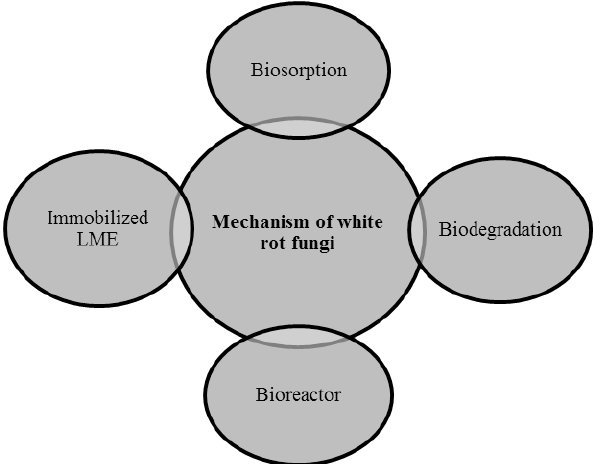 Biosorption
Immobilized
LME
Mechanism of white
rot fungi
Biodegradation
Bioreactor